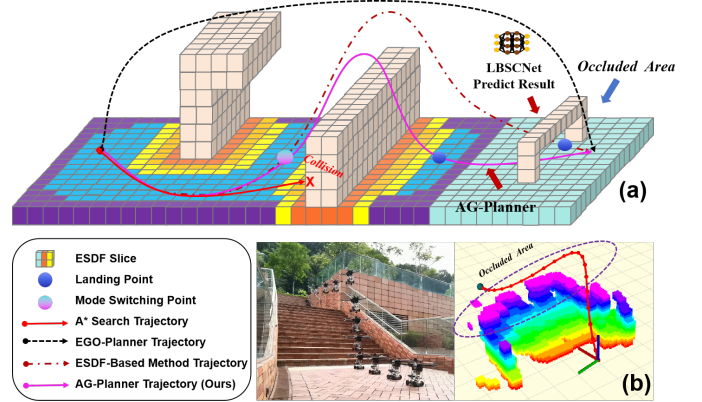 LBSCNet
Predict Result
Occluded Area
Collision
X
AG-Planner
(a)
ESDF Slice
Landing Point
Mode Switching Point
A* Search Trajectory
EGO-Planner Trajectory
ESDF-Based Method Trajectory
AG-Planner Trajectory (Ours)
Occluded Area
(b)